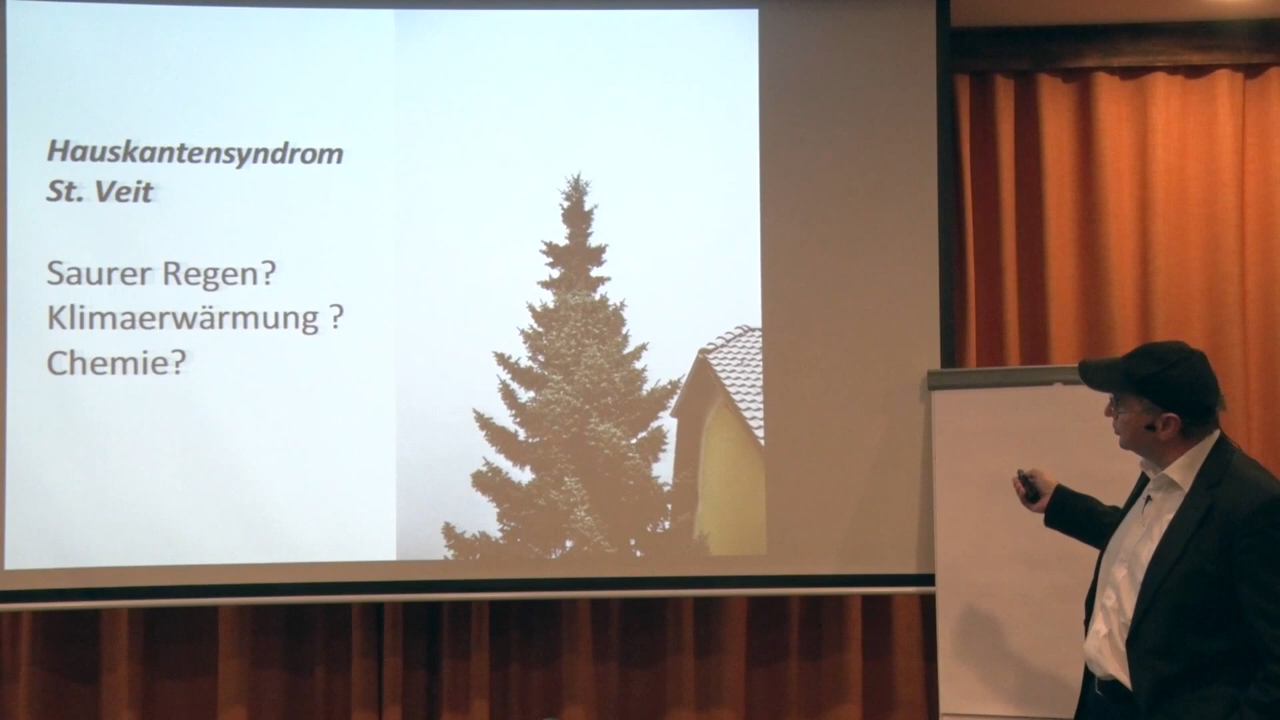 Hauskantensyndrom
St. Veit
Saurer Regen?
Klimaerwärmung ?
Chemie?